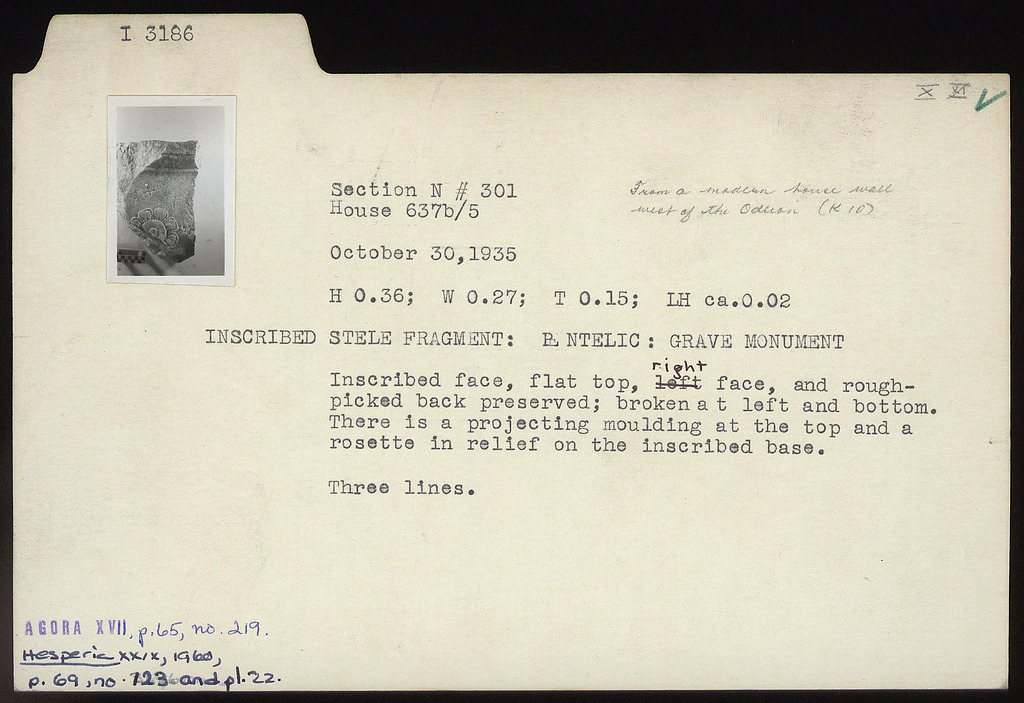 I 3186
X XI ✓
Section N # 301
House 637b/5
From a modern house wall
west of the Odeion (K 10)
October 30,1935
H 0.36; W 0.27; T 0.15; LH ca.0.02
INSCRIBED STELE FRAGMENT: PENTELIC: GRAVE MONUMENT
right
Inscribed face, flat top, left face, and rough-
picked back preserved; broken at left and bottom.
There is a projecting moulding at the top and a
rosette in relief on the inscribed base.
Three lines.
AGORA XVII, p.65, no. 219.
Hesperia XXIX, 1960,
p. 69, no. and pl.22.